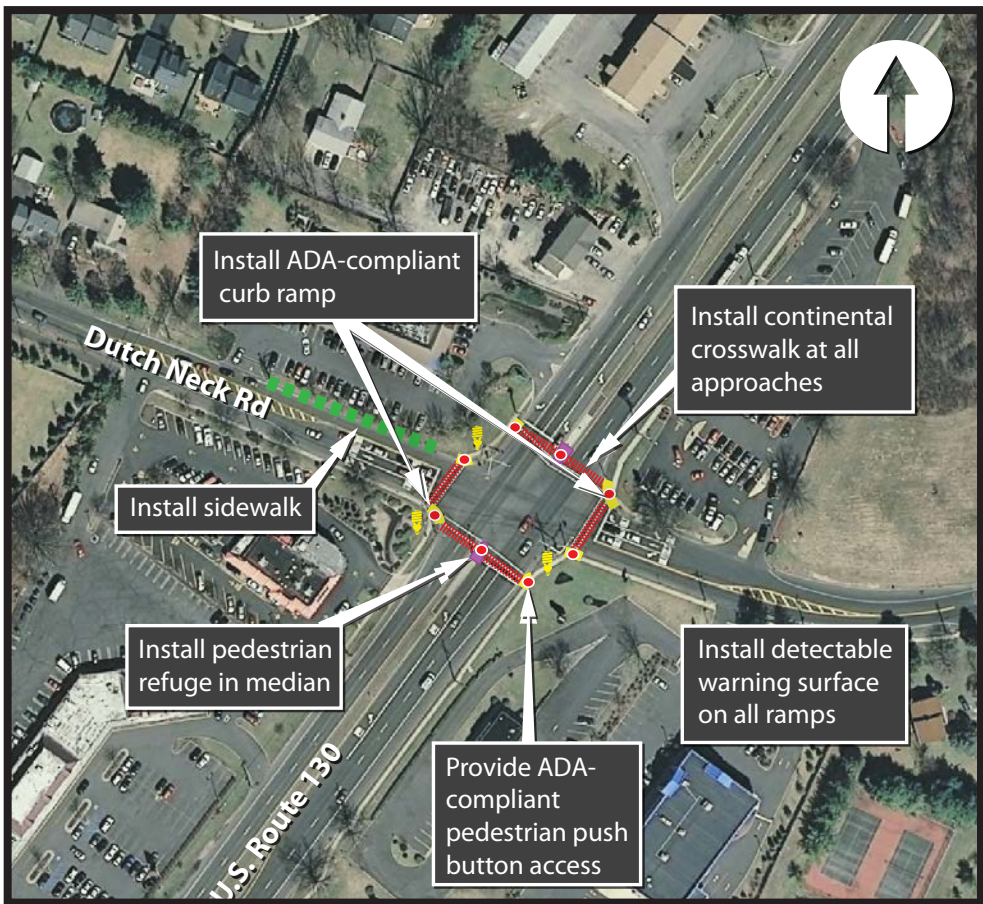 Install ADA-compliant
curb ramp
Install continental
crosswalk at all
approaches
Dutch Neck Rd
Install sidewalk
Install pedestrian
refuge in median
Install detectable
warning surface
on all ramps
Provide ADA-
compliant
pedestrian push
button access
U.S. Route 130